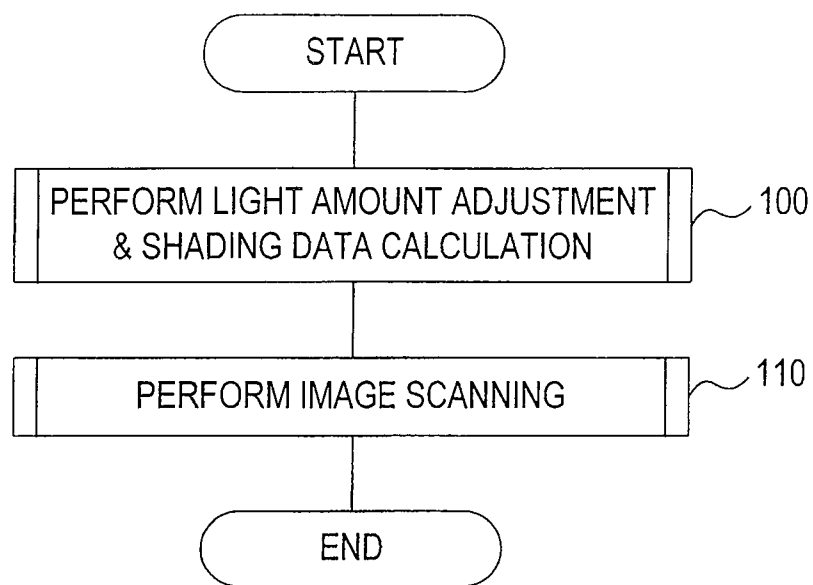 START
PERFORM LIGHT AMOUNT ADJUSTMENT
& SHADING DATA CALCULATION
100
PERFORM IMAGE SCANNING
110
END